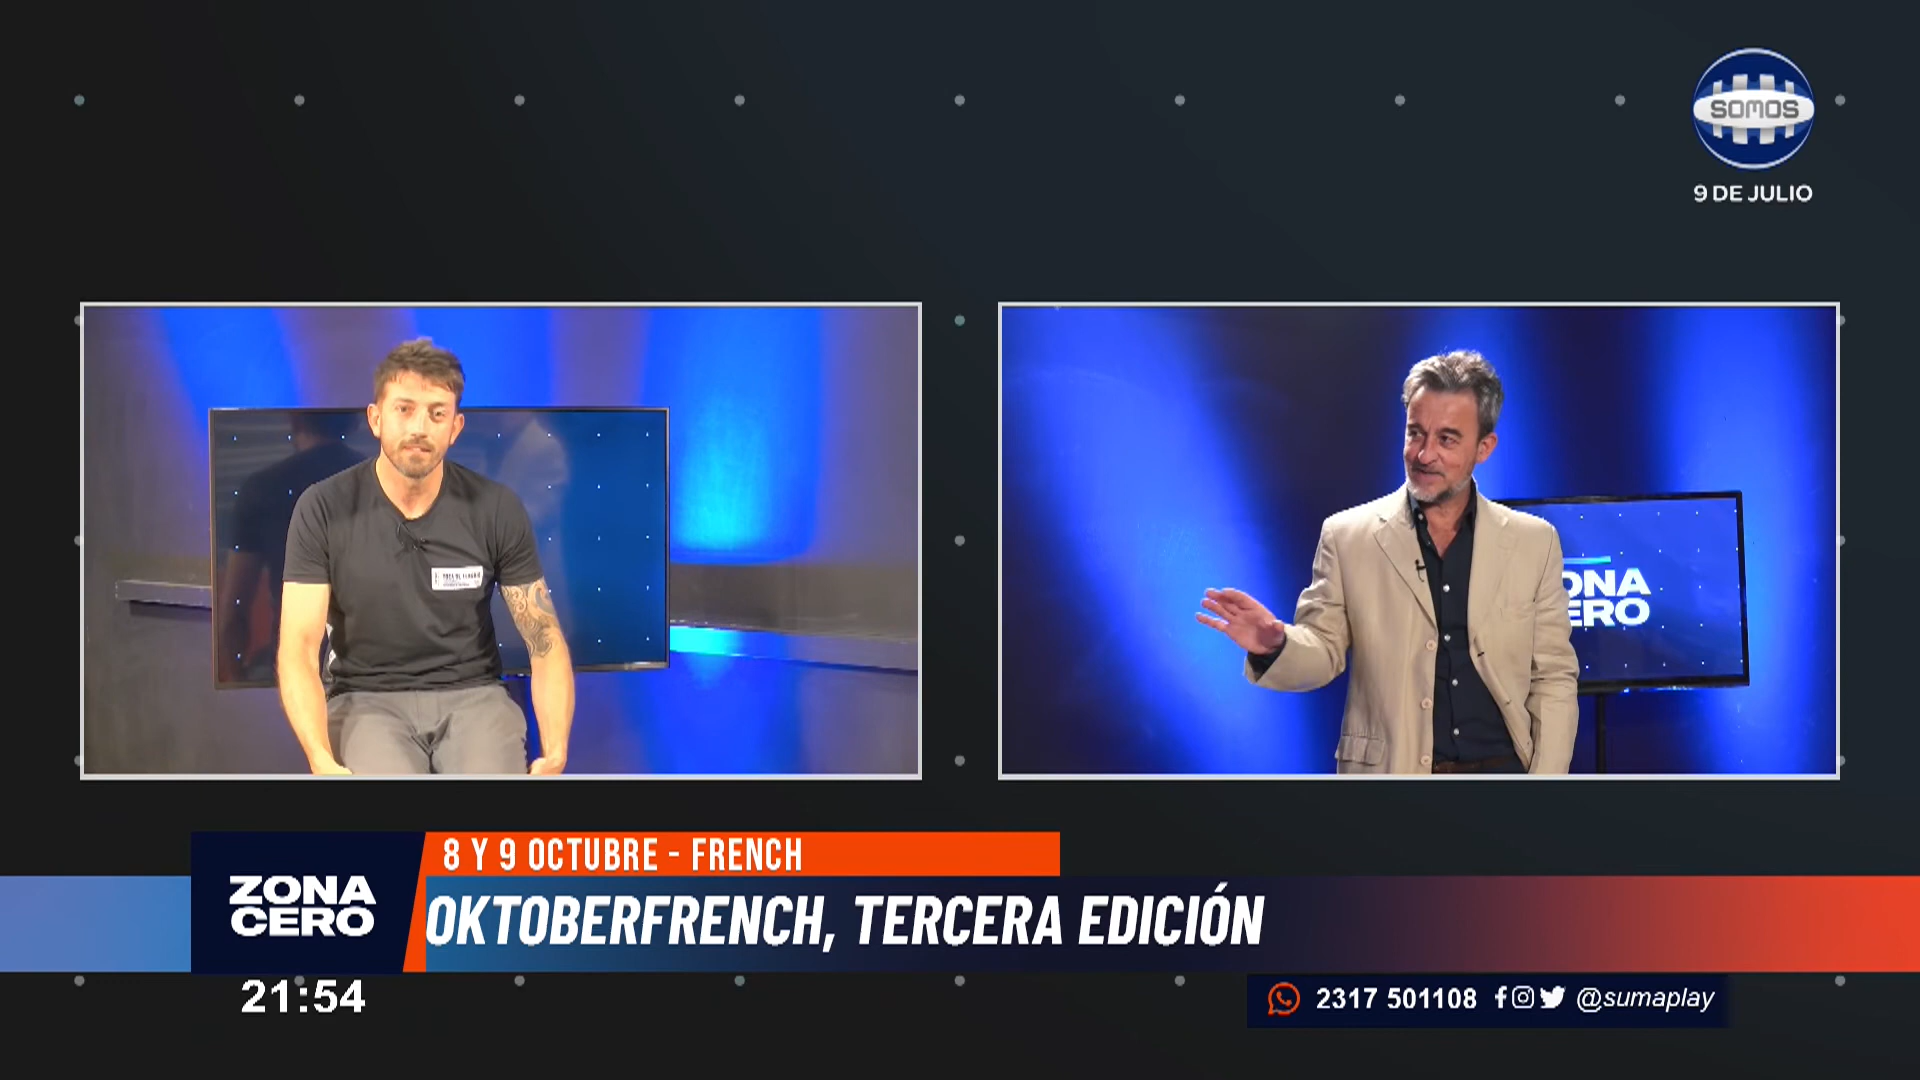 SOMOS
9 DE JULIO
ONA
ERO
8 Y 9 OCTUBRE - FRENCH
ZONA
CERO
OKTOBERFRENCH, TERCERA EDICIÓN
21:54
2317 501108 @sumaplay